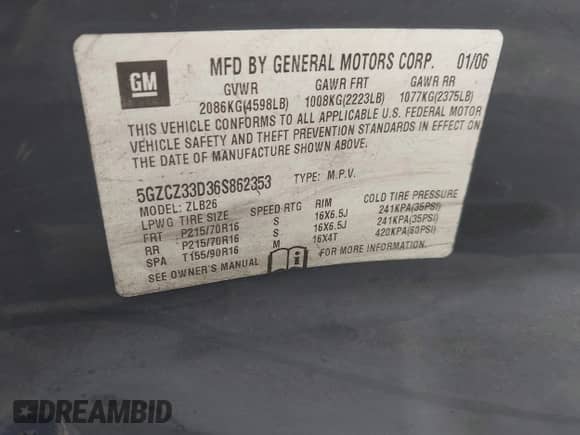 GM
MFD BY GENERAL MOTORS CORP. 01/06
GVWR GAWR FRT GAWR RR
2086KG(4598LB) 1008KG(2223LB) 1077KG(2375LB)
THIS VEHICLE CONFORMS TO ALL APPLICABLE U.S. FEDERAL MOTOR
VEHICLE SAFETY AND THEFT PREVENTION STANDARDS IN EFFECT ON
THE DATE OF MANUFACTURE SHOWN ABOVE.
5GZCZ33D36S862353 TYPE: M.P.V.
MODEL: ZLB26
LPWG TIRE SIZE SPEED RTG RIM COLD TIRE PRESSURE
FRT P215/70R16 S 16X6.5J 241KPA(35PSI)
RR P215/70R16 S 16X6.5J 241KPA(35PSI)
SPA T155/90R16 M 16X4T 420KPA(60PSI)
SEE OWNER'S MANUAL i FOR MORE INFORMATION.
DREAMBID